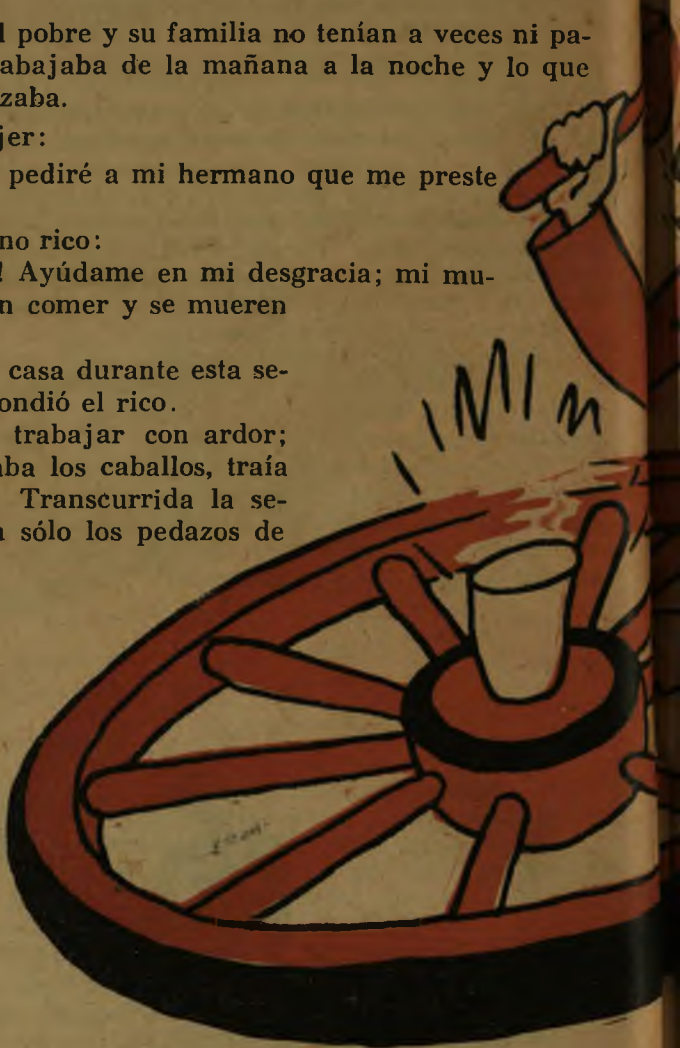 l pobre y su familia no tenían a veces ni pa-
abajaba de la mañana a la noche y lo que
zaba.
jer:
pediré a mi hermano que me preste
no rico:
! Ayúdame en mi desgracia; mi mu-
n comer y se mueren
casa durante esta se-
ondió el rico.
trabajar con ardor;
aba los caballos, traía
Transcurrida la se-
a sólo los pedazos de